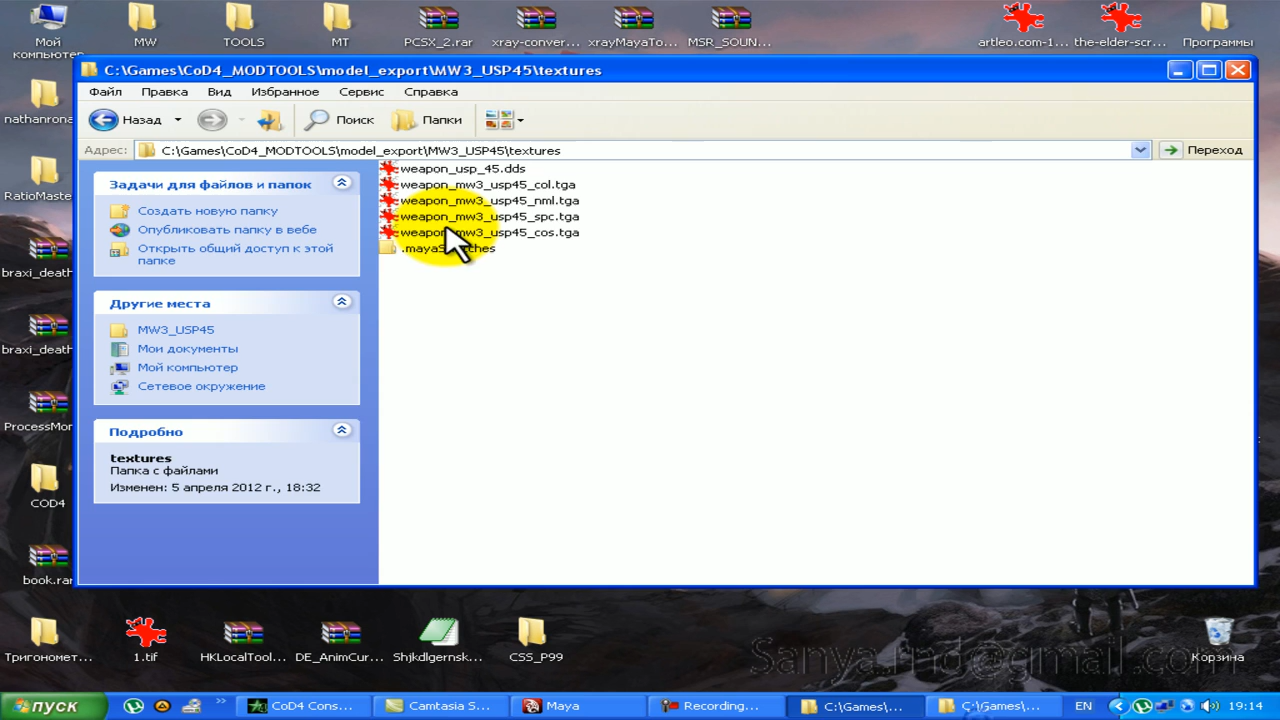 Мой
компьютер
MW
TOOLS
MT
PCSX_2.rar
xray-conver...
xrayMayaTo...
MSR_SOUN...
artleo.com-1...
the-elder-scr...
Программы
C:\Games\CoD4_MODTOOLS\model_export\MW3_USP45\textures
Файл Правка Вид Избранное Сервис Справка
Назад Поиск Папки
Адрес: C:\Games\CoD4_MODTOOLS\model_export\MW3_USP45\textures Переход
Задачи для файлов и папок
Создать новую папку
Опубликовать папку в вебе
Открыть общий доступ к этой
папке
Другие места
MW3_USP45
Мои документы
Мой компьютер
Сетевое окружение
Подробно
textures
Папка с файлами
Изменен: 5 апреля 2012 г., 18:32
weapon_usp_45.dds
weapon_mw3_usp45_col.tga
weapon_mw3_usp45_nml.tga
weapon_mw3_usp45_spc.tga
weapon_mw3_usp45_cos.tga
nathanrona
RatioMaste
braxi_death
braxi_death
ProcessMor
COD4
book.rar
Тригономет...
1.tif
HKLocalTool...
DE_AnimCur...
Shjkdlgernsk...
CSS_P99
Корзина
Sanya.rnd@gmail.com
пуск
CoD4 Cons...
Camtasia S...
Maya
Recording...
C:\Games\...
C:\Games\...
EN
19:14